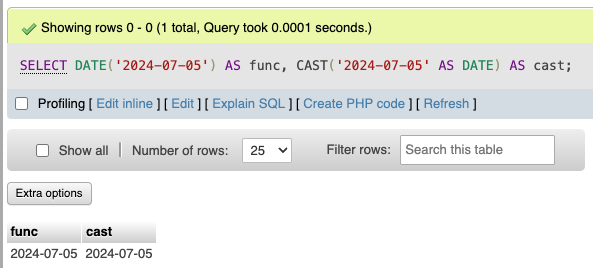 Showing rows 0 - 0 (1 total, Query took 0.0001 seconds.)
SELECT DATE('2024-07-05') AS func, CAST('2024-07-05' AS DATE) AS cast;
Profiling [ Edit inline ] [ Edit ] [ Explain SQL ] [ Create PHP code ] [ Refresh ]
Show all | Number of rows: 25 Filter rows: Search this table
Extra options
func cast
2024-07-05 2024-07-05